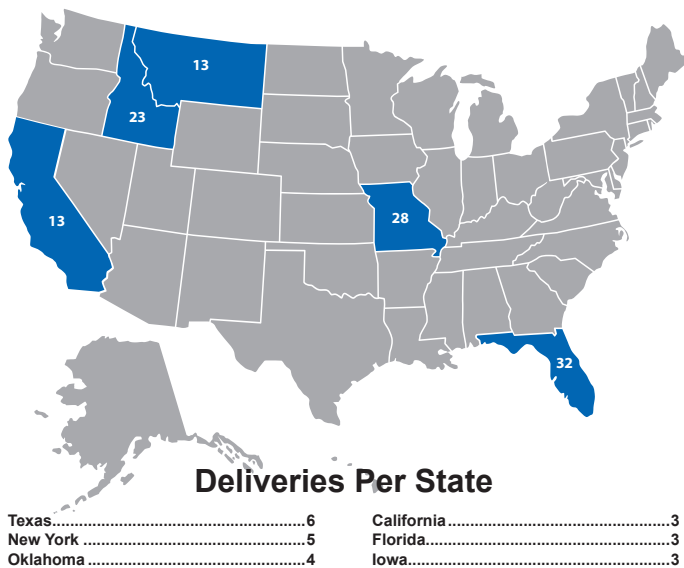 13
23
13
28
32
Deliveries Per State
Texas..............................................6
New York ........................................5
Oklahoma .......................................4
California.........................................3
Florida.............................................3
Iowa................................................3